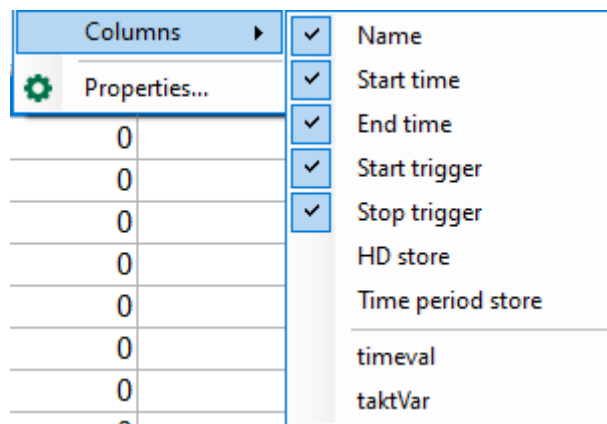 Columns
Properties...
0
0
0
0
0
0
0
Name
Start time
End time
Start trigger
Stop trigger
HD store
Time period store
timeval
taktVar